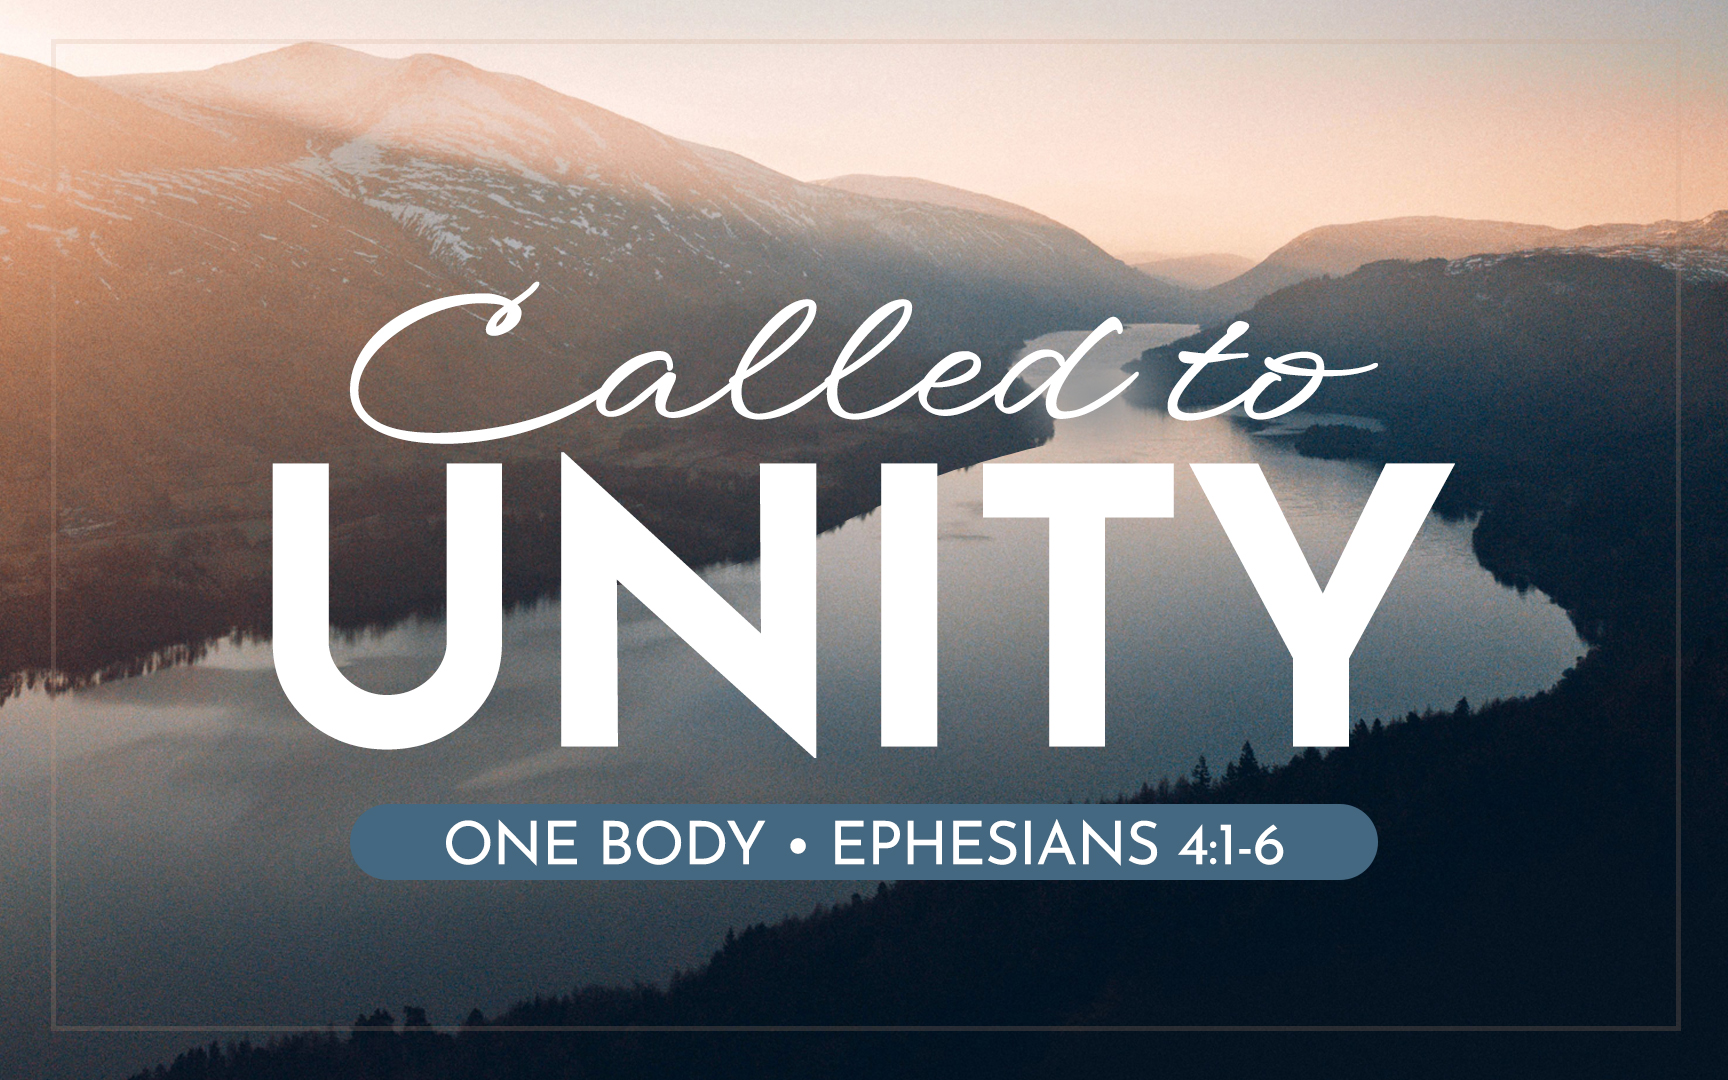 Called to
UNITY
ONE BODY • EPHESIANS 4:1-6